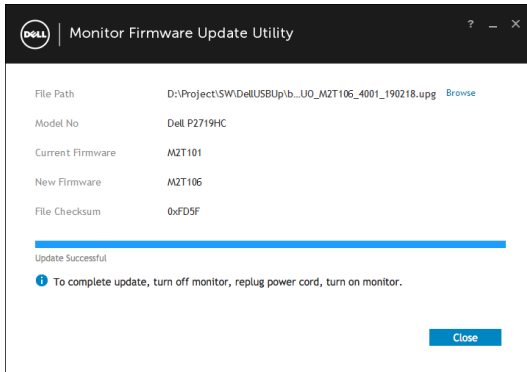 DELL Monitor Firmware Update Utility ?
File Path D:\Project\SW\DellUSBUp\b...UO_M2T106_4001_190218.upg Browse
Model No Dell P2719HC
Current Firmware M2T101
New Firmware M2T106
File Checksum 0xFD5F
Update Successful
To complete update, turn off monitor, replug power cord, turn on monitor.
Close